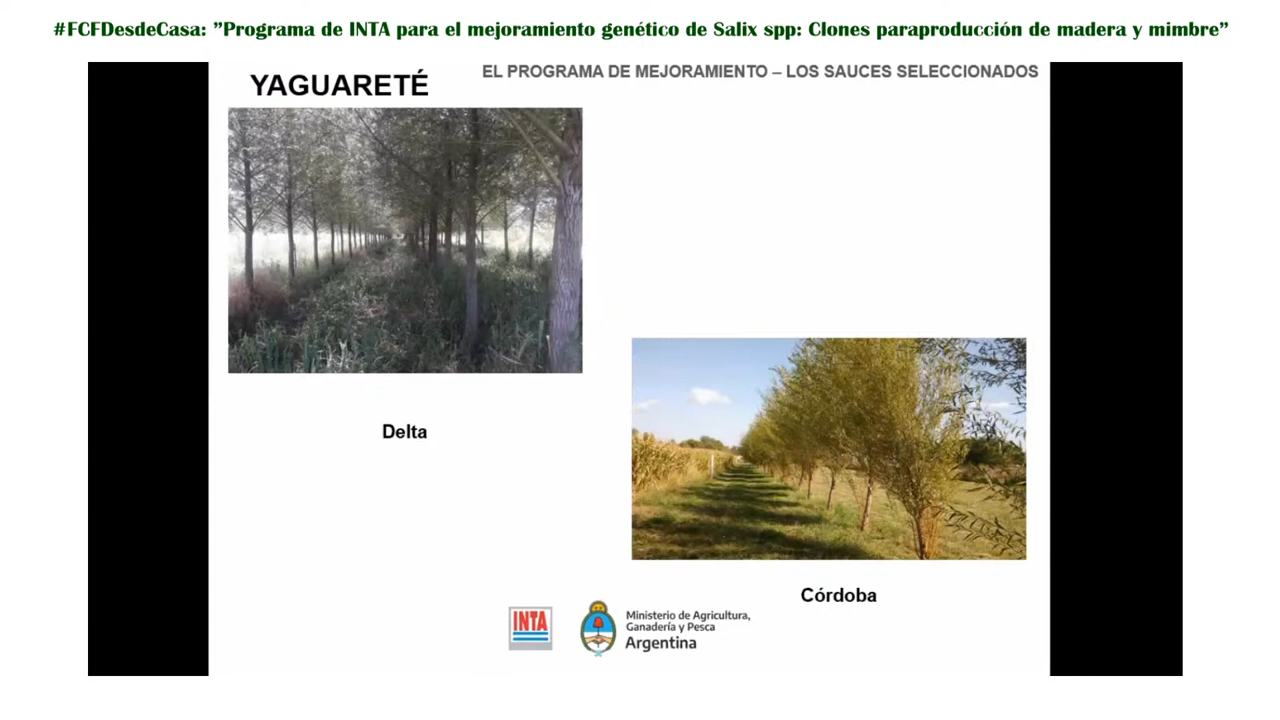 #FCFDesdeCasa: ”Programa de INTA para el mejoramiento genético de Salix spp: Clones paraproducción de madera y mimbre”
EL PROGRAMA DE MEJORAMIENTO – LOS SAUCES SELECCIONADOS
YAGUARETÉ
Delta
Córdoba
INTA
Ministerio de Agricultura,
Ganadería y Pesca
Argentina